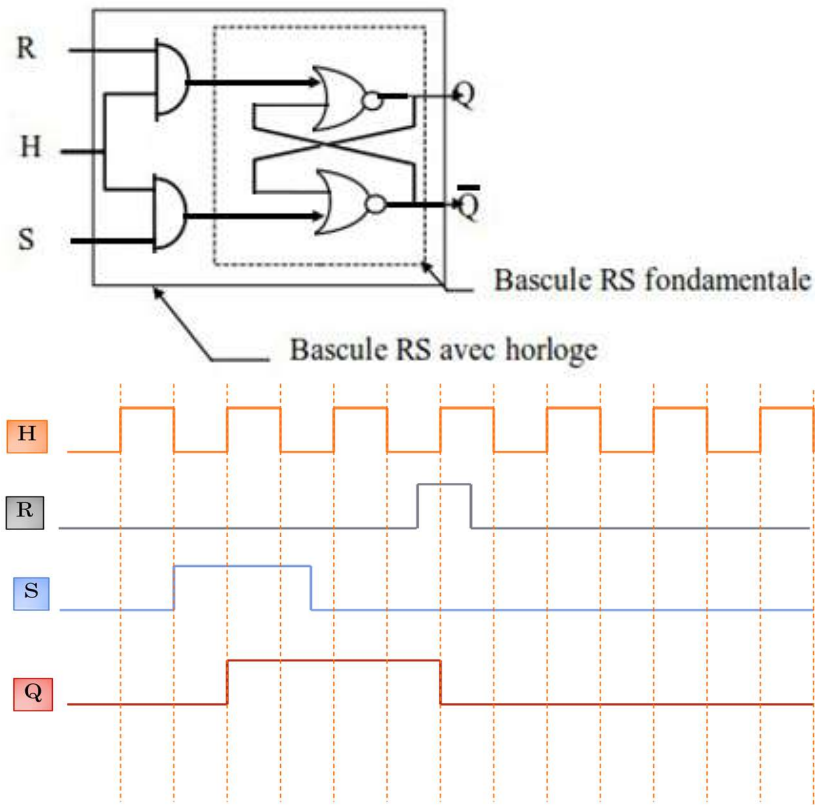 R
Q
H
Q̅
S
Bascule RS fondamentale
Bascule RS avec horloge
H
R
S
Q